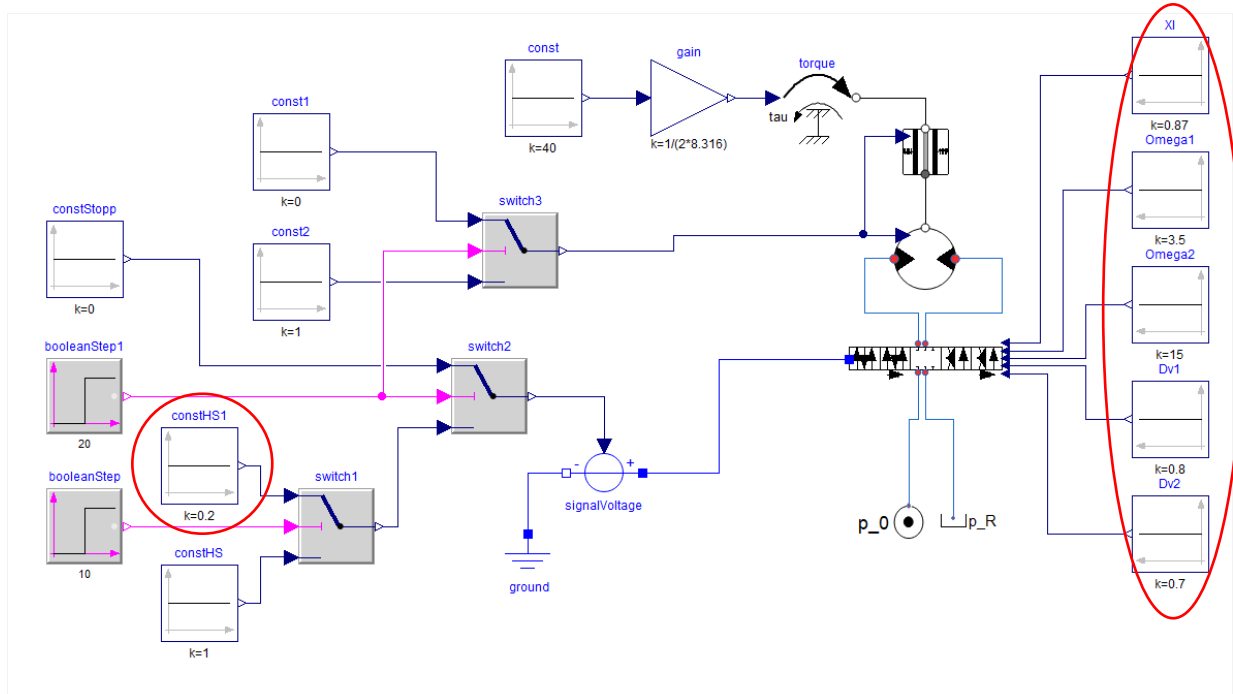 XI
k=0.87
const
k=40
gain
k=1/(2*8.316)
torque
tau
const1
k=0
Omega1
k=3.5
constStopp
k=0
const2
k=1
switch3
Omega2
k=15
booleanStep1
20
switch2
Dv1
k=0.8
constHS1
k=0.2
booleanStep
10
switch1
-
+
signalVoltage
Dv2
k=0.7
p_0
p_R
constHS
k=1
ground